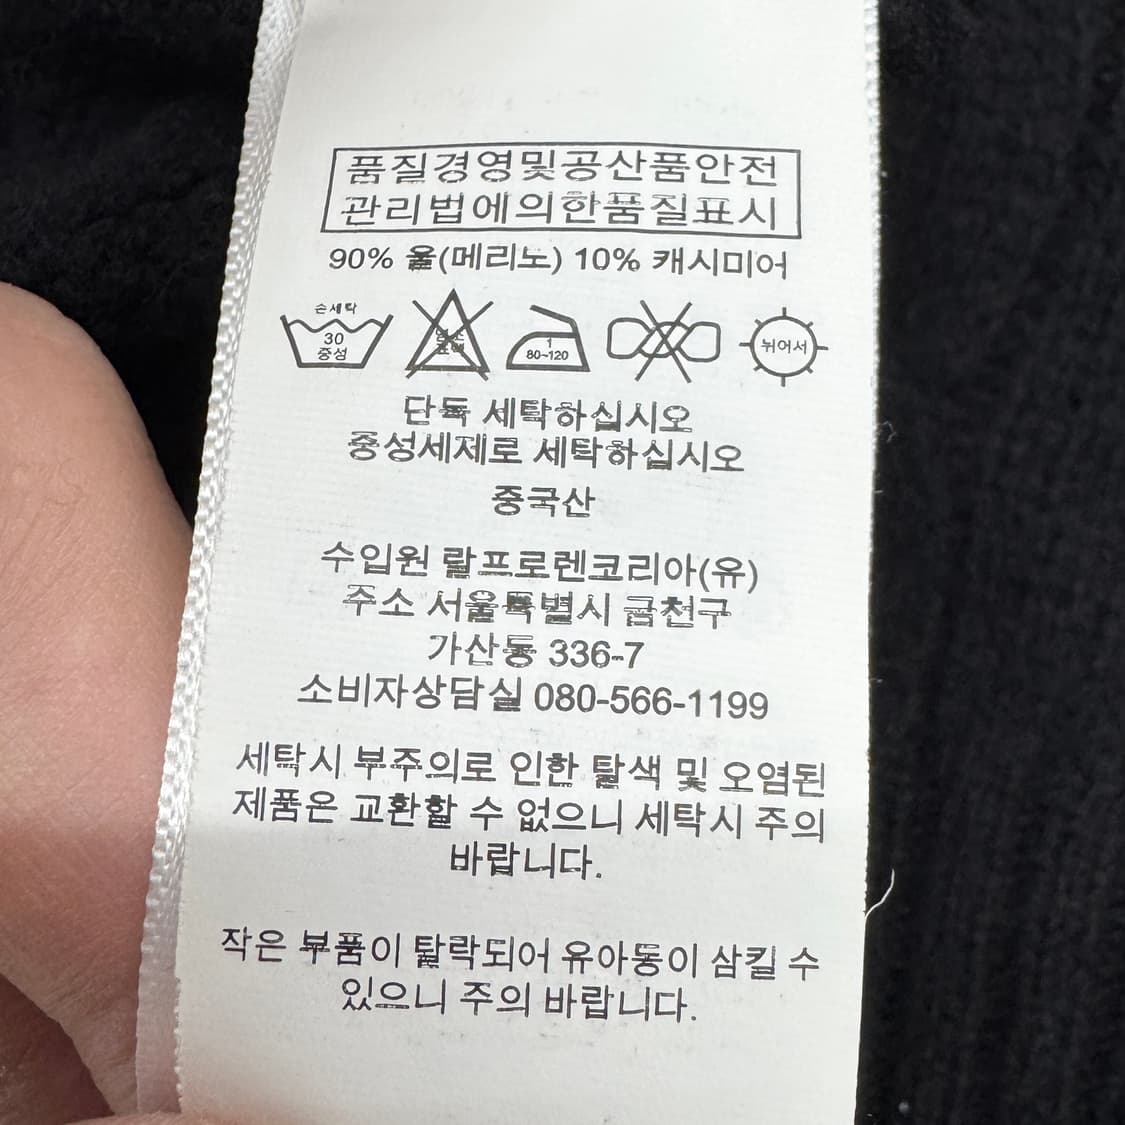 품질경영및공산품안전
관리법에의한품질표시
90% 울(메리노) 10% 캐시미어
손세탁
30
중성
염소
표백
1
80~120
뉘어서
단독 세탁하십시오
중성세제로 세탁하십시오
중국산
수입원 랄프로렌코리아(유)
주소 서울특별시 금천구
가산동 336-7
소비자상담실 080-566-1199
세탁시 부주의로 인한 탈색 및 오염된
제품은 교환할 수 없으니 세탁시 주의
바랍니다.
작은 부품이 탈락되어 유아동이 삼킬 수
있으니 주의 바랍니다.